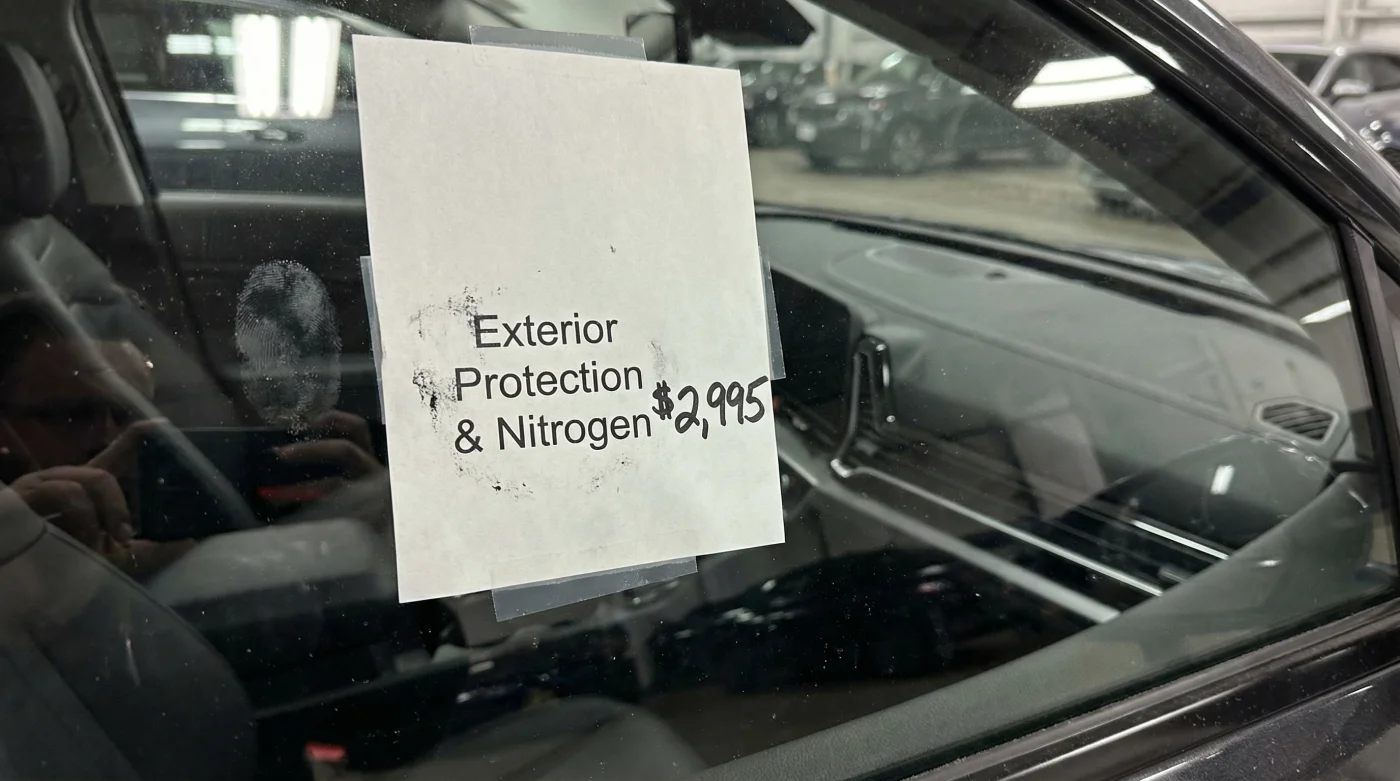 Exterior
Protection
& Nitrogen $2,995